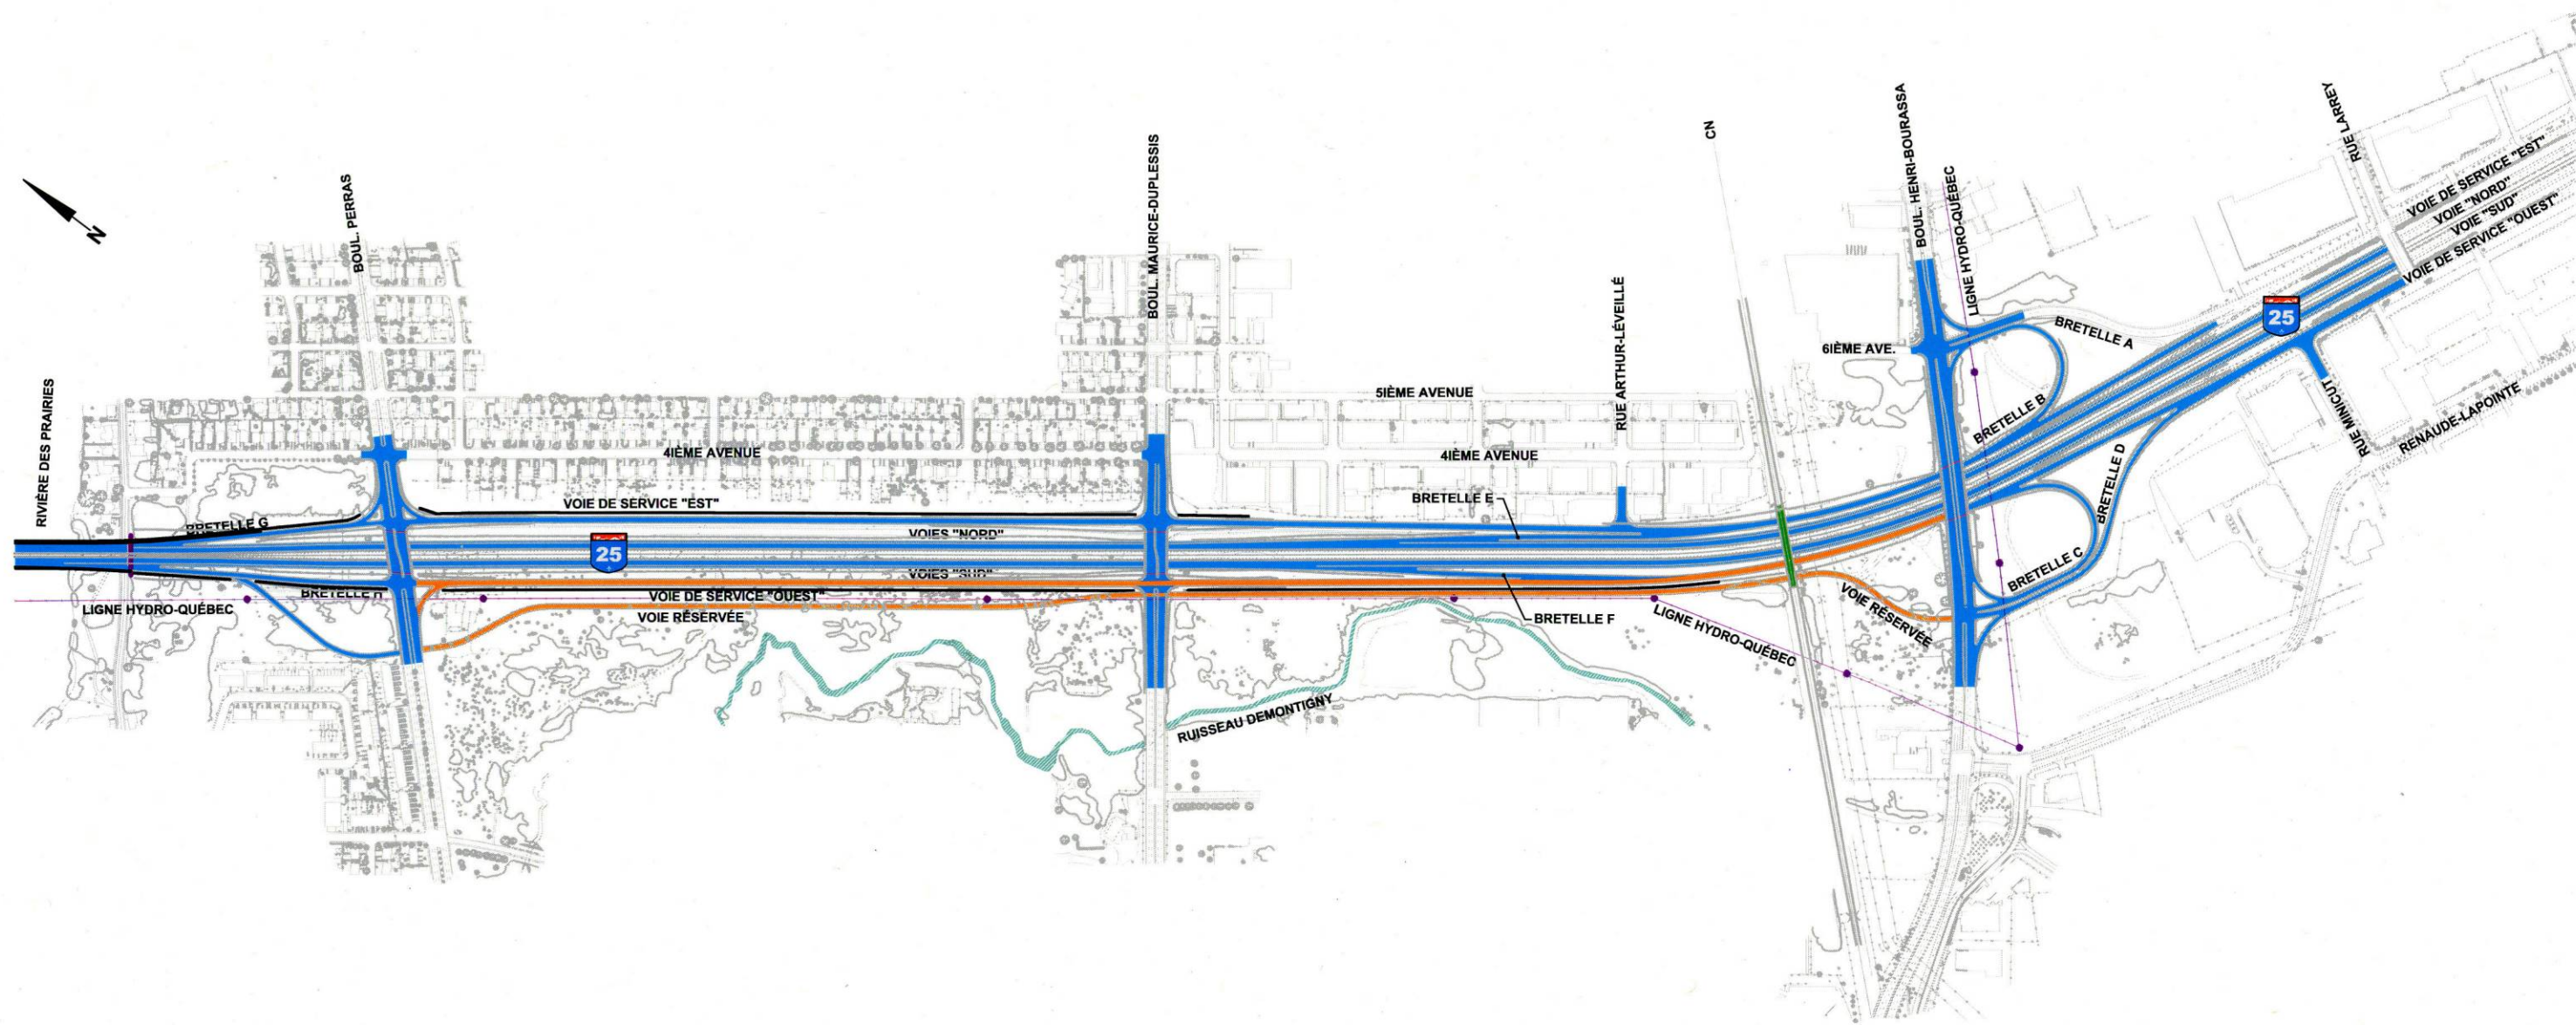 N
RIVIÈRE DES PRAIRIES
BOUL. PERRAS
BRETELLE G
BRETELLE H
LIGNE HYDRO-QUÉBEC
4IÈME AVENUE
VOIE DE SERVICE "EST"
25
VOIES "NORD"
VOIES "SUD"
VOIE DE SERVICE "OUEST"
VOIE RÉSERVÉE
BOUL. MAURICE-DUPLESSIS
RUISSEAU DEMONTIGNY
5IÈME AVENUE
4IÈME AVENUE
BRETELLE E
BRETELLE F
RUE ARTHUR-LÉVEILLÉ
LIGNE HYDRO-QUÉBEC
CN
VOIE RÉSERVÉE
6IÈME AVE.
BOUL. HENRI-BOURASSA
LIGNE HYDRO-QUÉBEC
BRETELLE A
BRETELLE B
BRETELLE C
BRETELLE D
25
RUE LARREY
VOIE DE SERVICE "EST"
VOIE "NORD"
VOIE "SUD"
VOIE DE SERVICE "OUEST"
RUE MINICUT
RENAUDE-LAPOINTE